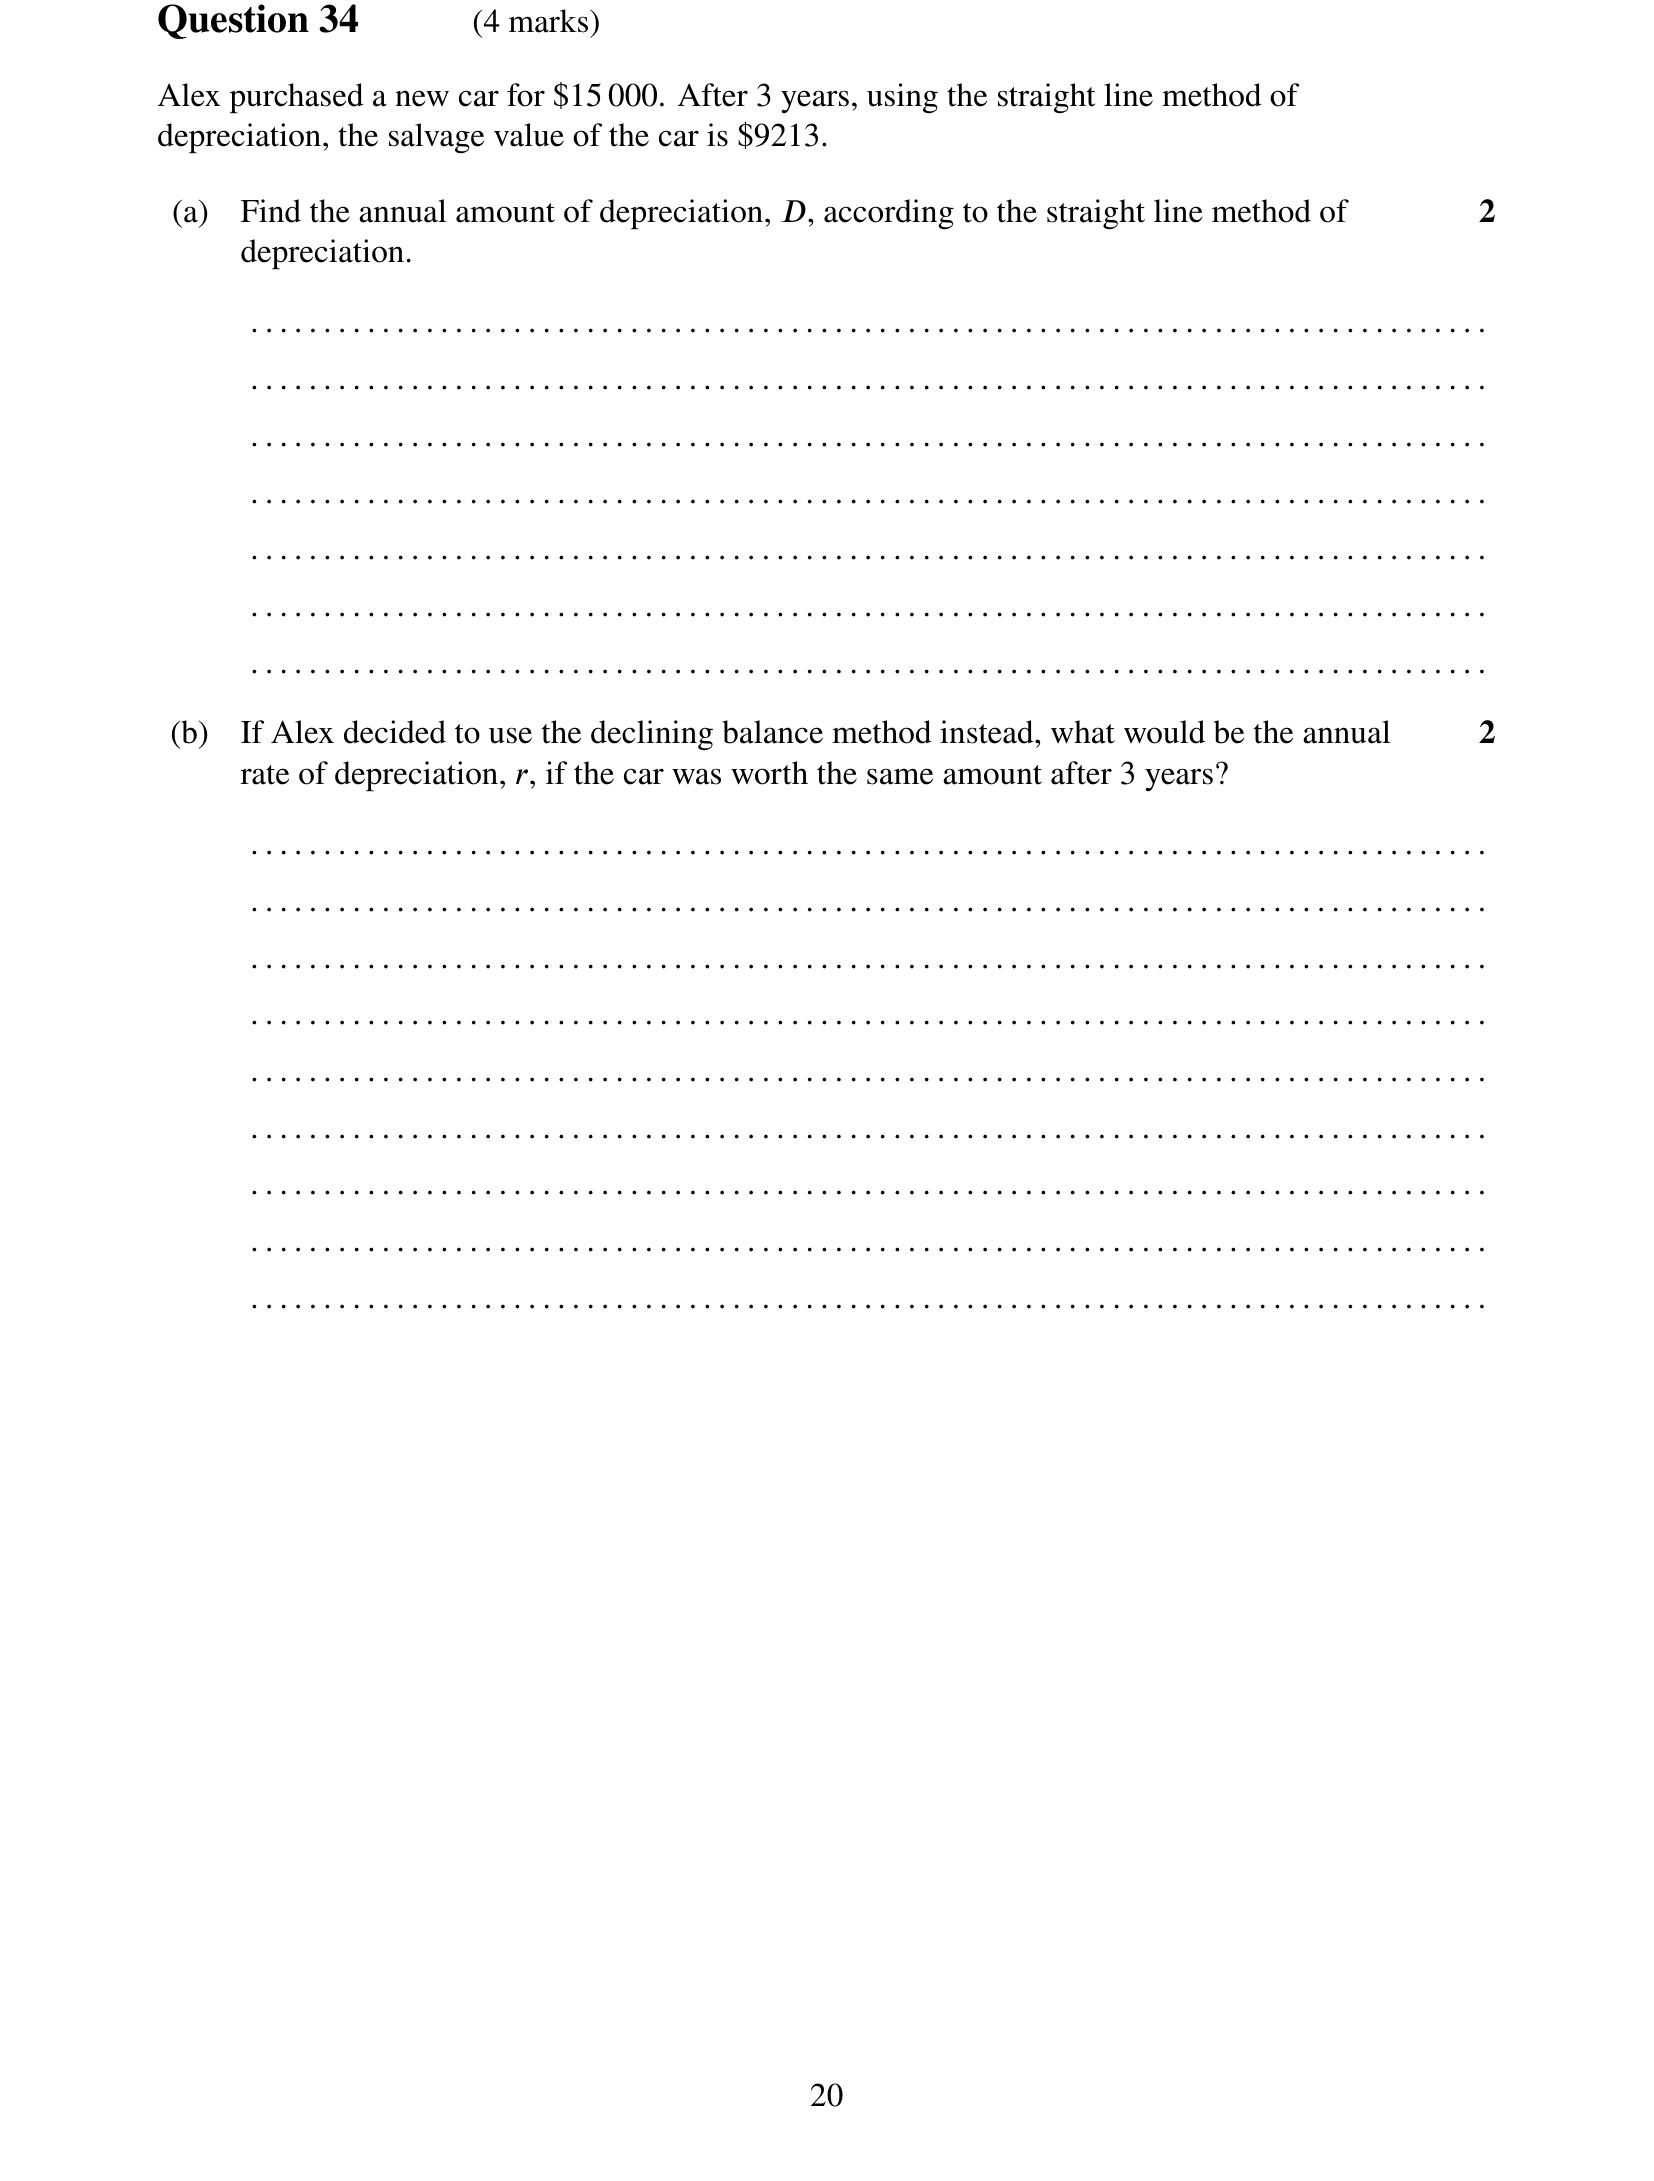 Question 34 (4 marks)
Alex purchased a new car for $15 000. After 3 years, using the straight line method of
depreciation, the salvage value of the car is $9213.
(a) Find the annual amount of depreciation, D, according to the straight line method of 2
depreciation.
(b) If Alex decided to use the declining balance method instead, what would be the annual 2
rate of depreciation, r, if the car was worth the same amount after 3 years?
20